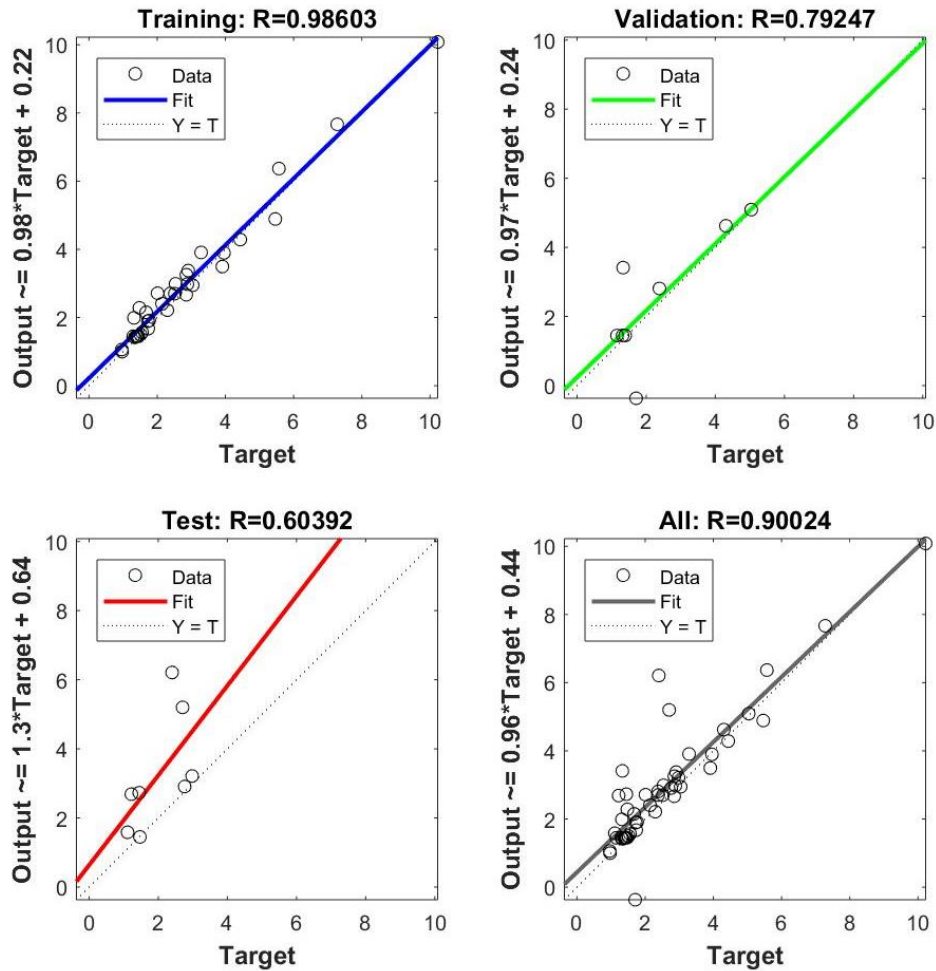 Training: R=0.98603
Output ~= 0.98*Target + 0.22
10
8
6
4
2
0
Data
Fit
Y = T
0 2 4 6 8 10
Target
Validation: R=0.79247
Output ~= 0.97*Target + 0.24
10
8
6
4
2
0
Data
Fit
Y = T
0 2 4 6 8 10
Target
Test: R=0.60392
Output ~= 1.3*Target + 0.64
10
8
6
4
2
0
Data
Fit
Y = T
0 2 4 6 8 10
Target
All: R=0.90024
Output ~= 0.96*Target + 0.44
10
8
6
4
2
0
Data
Fit
Y = T
0 2 4 6 8 10
Target